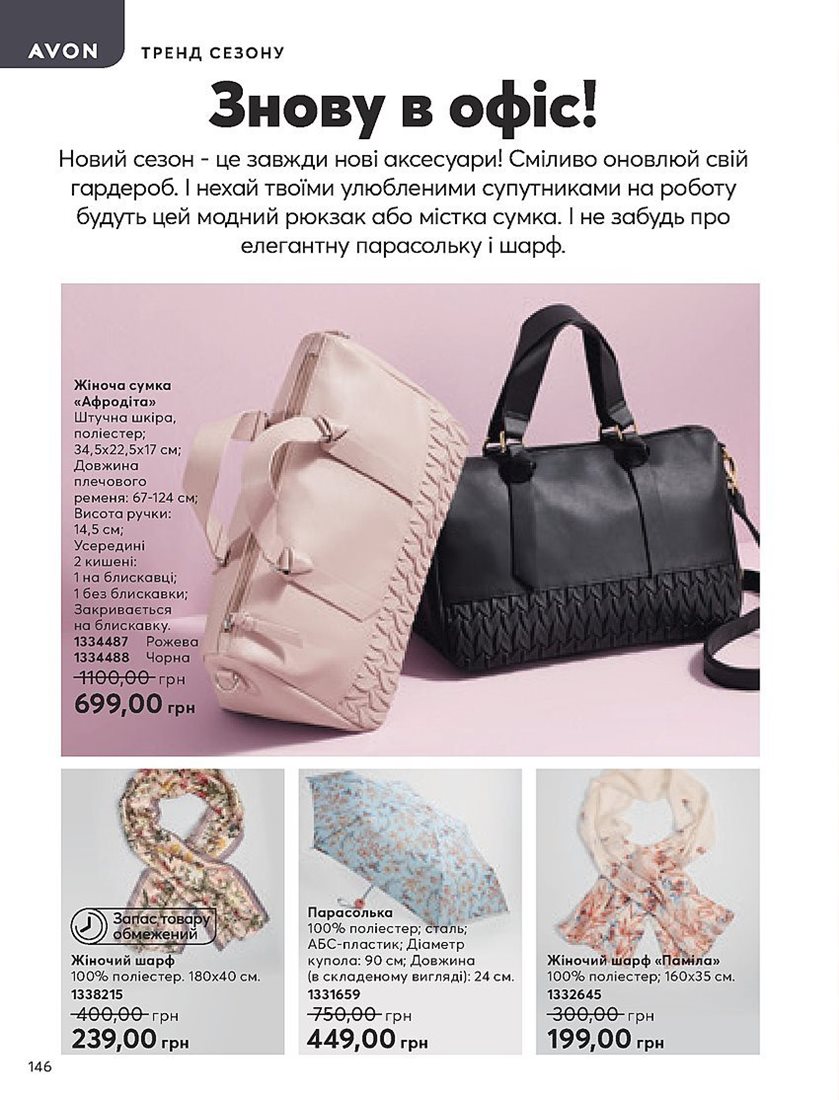 AVON
ТРЕНД СЕЗОНУ
Знову в офіс!
Новий сезон - це завжди нові аксесуари! Сміливо оновлюй свій
гардероб. І нехай твоїми улюбленими супутниками на роботу
будуть цей модний рюкзак або містка сумка. І не забудь про
елегантну парасольку і шарф.
Жіноча сумка
«Афродіта»
Штучна шкіра,
поліестер;
34,5х22,5х17 см;
Довжина
плечового
ременя: 67-124 см;
Висота ручки:
14,5 см;
Усередині
2 кишені:
1 на блискавці;
1 без блискавки;
Закривається
на блискавку.
1334487 Рожева
1334488 Чорна
1100,00 грн
699,00 грн
Запас товару
обмежений
Жіночий шарф
100% поліестер. 180х40 см.
1338215
400,00 грн
239,00 грн
Парасолька
100% поліестер; сталь;
АБС-пластик; Діаметр
купола: 90 см; Довжина
(в складеному вигляді): 24 см.
1331659
750,00 грн
449,00 грн
Жіночий шарф «Паміла»
100% поліестер; 160х35 см.
1332645
300,00 грн
199,00 грн
146